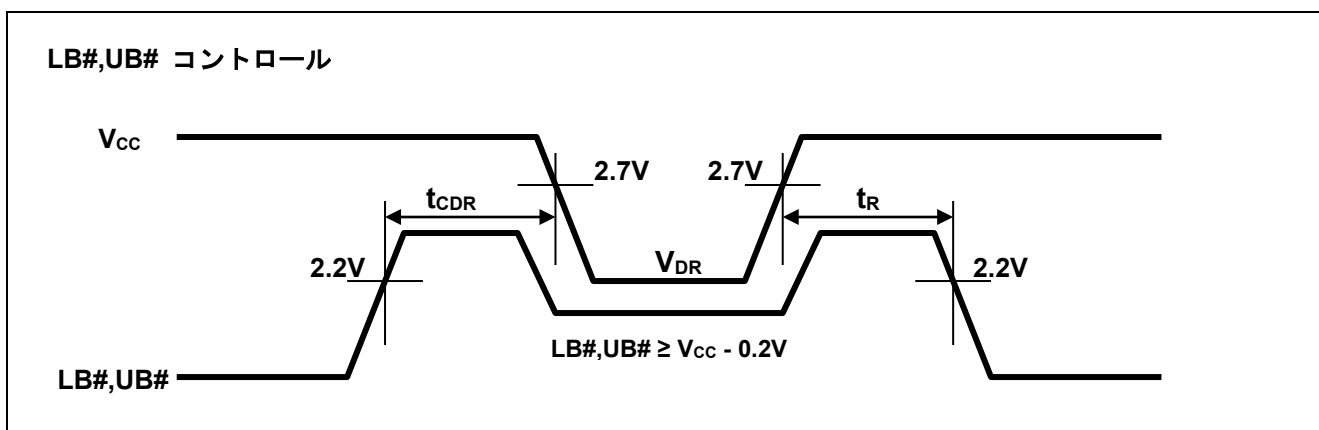 LB#,UB# コントロール
VCC
2.7V 2.7V
tCDR tR
2.2V VDR 2.2V
LB#,UB# ≥ VCC - 0.2V
LB#,UB#